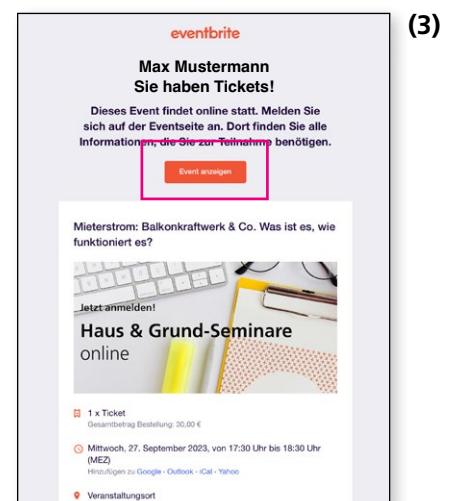 (3)
eventbrite
Max Mustermann
Sie haben Tickets!
Dieses Event findet online statt. Melden Sie
sich auf der Eventseite an. Dort finden Sie alle
Informationen, die Sie zur Teilnahme benötigen.
Event anzeigen
Mieterstrom: Balkonkraftwerk & Co. Was ist es, wie
funktioniert es?
Jetzt anmelden!
Haus & Grund-Seminare
online
1 x Ticket
Gesamtbetrag Bestellung: 30,00 €
Mittwoch, 27. September 2023, von 17:30 Uhr bis 18:30 Uhr
(MEZ)
Hinzufügen zu Google · Outlook · iCal · Yahoo
Veranstaltungsort